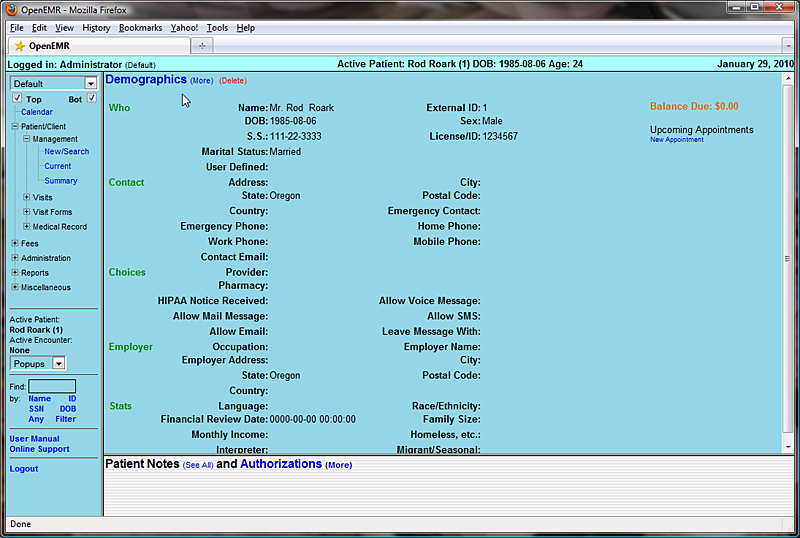 OpenEMR - Mozilla Firefox
File Edit View History Bookmarks Yahoo! Tools Help
OpenEMR
Logged in: Administrator (Default) Active Patient: Rod Roark (1) DOB: 1985-08-06 Age: 24 January 29, 2010
Default
Top Bot
Calendar
Patient/Client
Management
New/Search
Current
Summary
Visits
Visit Forms
Medical Record
Fees
Administration
Reports
Miscellaneous
Active Patient:
Rod Roark (1)
Active Encounter:
None
Popups
Find:
by: Name ID
SSN DOB
Any Filter
User Manual
Online Support
Logout
Demographics (More) (Delete)
Who Name: Mr. Rod Roark External ID: 1
DOB: 1985-08-06 Sex: Male
S.S.: 111-22-3333 License/ID: 1234567
Marital Status: Married
User Defined:
Contact Address: City:
State: Oregon Postal Code:
Country: Emergency Contact:
Emergency Phone: Home Phone:
Work Phone: Mobile Phone:
Contact Email:
Choices Provider:
Pharmacy:
HIPAA Notice Received: Allow Voice Message:
Allow Mail Message: Allow SMS:
Allow Email: Leave Message With:
Employer Occupation: Employer Name:
Employer Address: City:
State: Oregon Postal Code:
Country:
Stats Language: Race/Ethnicity:
Financial Review Date: 0000-00-00 00:00:00 Family Size:
Monthly Income: Homeless, etc.:
Interpreter: Migrant/Seasonal:
Balance Due: $0.00
Upcoming Appointments
New Appointment
Patient Notes (See All) and Authorizations (More)
Done